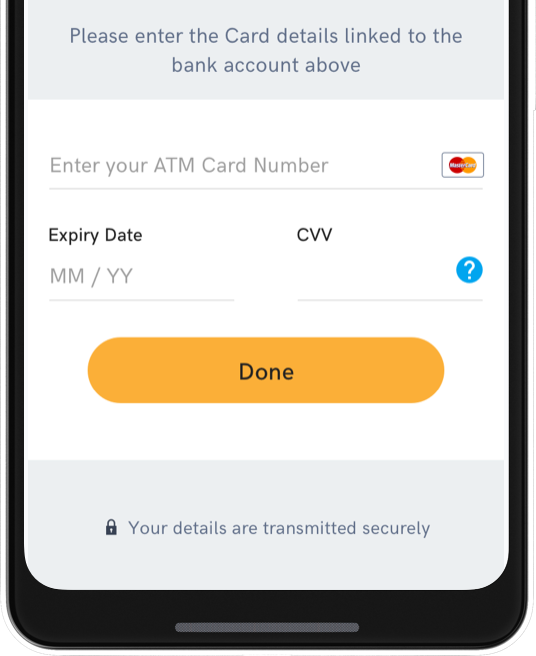 Please enter the Card details linked to the
bank account above
Enter your ATM Card Number
MasterCard
Expiry Date
CVV
MM / YY
?
Done
Your details are transmitted securely